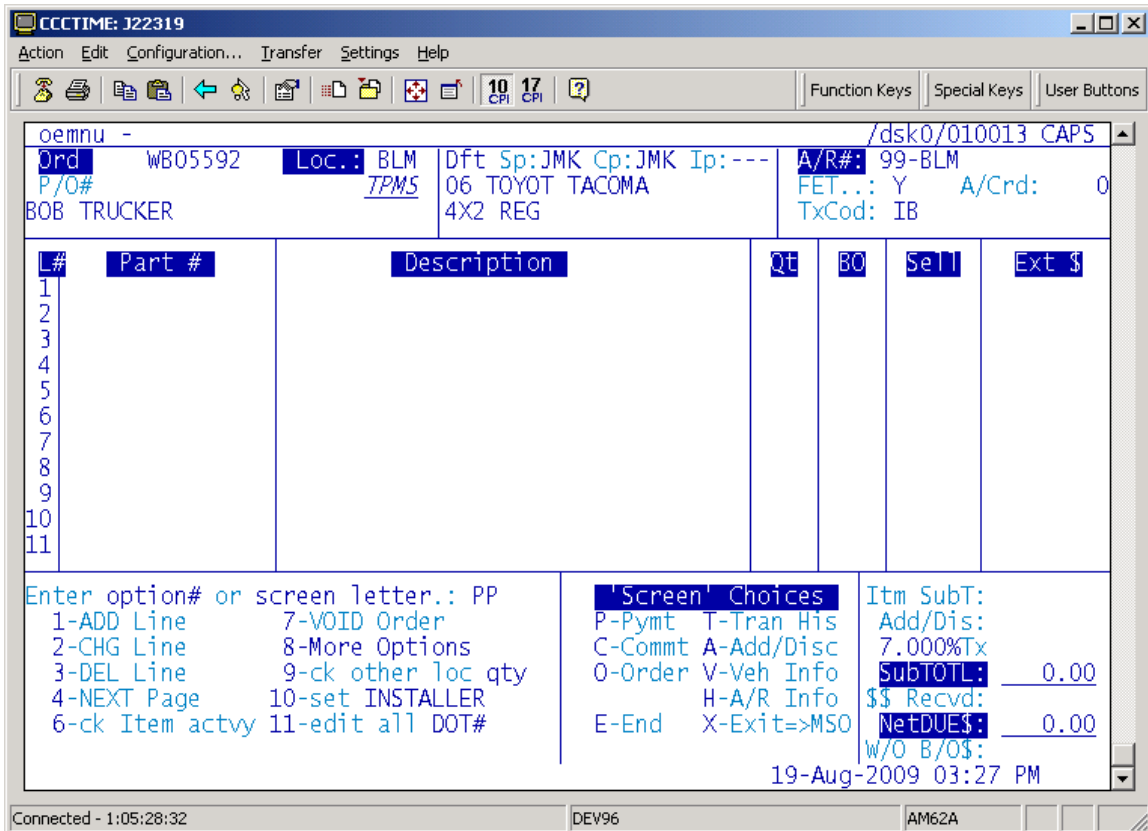 CCCTIME: J22319
Action Edit Configuration... Transfer Settings Help
10 CPI 17 CPI Function Keys Special Keys User Buttons
oemnu - /dsk0/010013 CAPS
Ord WB05592 Loc.: BLM Dft Sp:JMK Cp:JMK Ip:--- A/R#: 99-BLM
P/O# TPMS 06 TOYOT TACOMA FET..: Y A/Crd: 0
BOB TRUCKER 4X2 REG TxCod: IB
L# Part # Description Qt BO Sell Ext $
1
2
3
4
5
6
7
8
9
10
11
Enter option# or screen letter.: PP 'Screen' Choices Itm SubT:
1-ADD Line 7-VOID Order P-Pymt T-Tran His Add/Dis:
2-CHG Line 8-More Options C-Commt A-Add/Disc 7.000%Tx
3-DEL Line 9-ck other loc qty O-Order V-Veh Info SubTOTL: 0.00
4-NEXT Page 10-set INSTALLER H-A/R Info $$ Recvd:
6-ck Item actvy 11-edit all DOT# E-End X-Exit=>MSO NetDUE$: 0.00
W/O B/O$:
19-Aug-2009 03:27 PM
Connected - 1:05:28:32 DEV96 AM62A